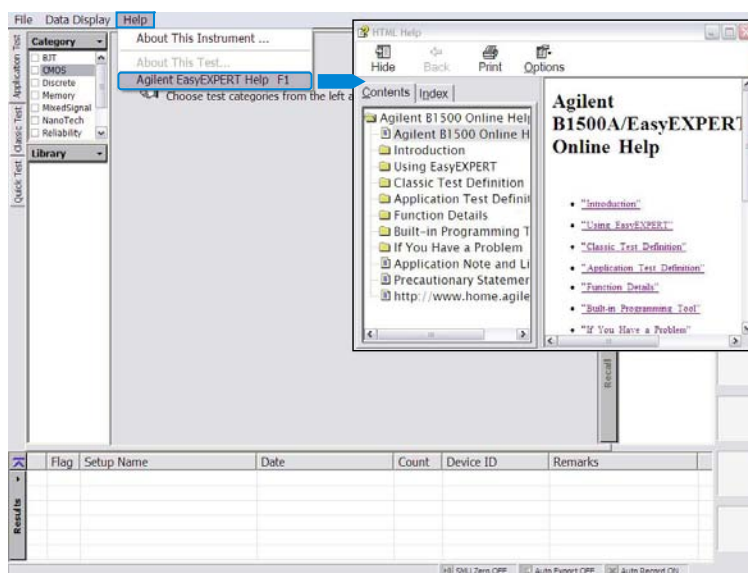 File Data Display Help
About This Instrument ...
About This Test...
Agilent EasyEXPERT Help F1
Choose test categories from the left a
Application Test
Classic Test
Quick Test
Category
BJT
CMOS
Discrete
Memory
MixedSignal
NanoTech
Reliability
Library
HTML Help
Hide Back Print Options
Contents Index
Agilent B1500 Online Help
Agilent B1500 Online H
Introduction
Using EasyEXPERT
Classic Test Definition
Application Test Definit
Function Details
Built-in Programming T
If You Have a Problem
Application Note and Li
Precautionary Statemer
http://www.home.agile
Agilent
B1500A/EasyEXPERT
Online Help
"Introduction"
"Using EasyEXPERT"
"Classic Test Definition"
"Application Test Definition"
"Function Details"
"Built-in Programming Tool"
"If You Have a Problem"
Recall
Results
Flag Setup Name Date Count Device ID Remarks
SMU Zero OFF Auto Export OFF Auto Record ON